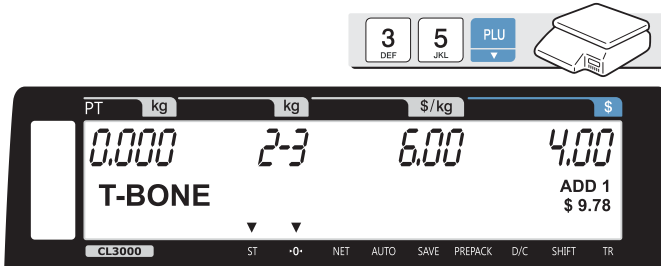 3 5 PLU
DEF JKL
PT kg kg $/kg $
0.000 2-3 6.00 4.00
T-BONE
ADD 1
$ 9.78
CL3000 ST ·0· NET AUTO SAVE PREPACK D/C SHIFT TR